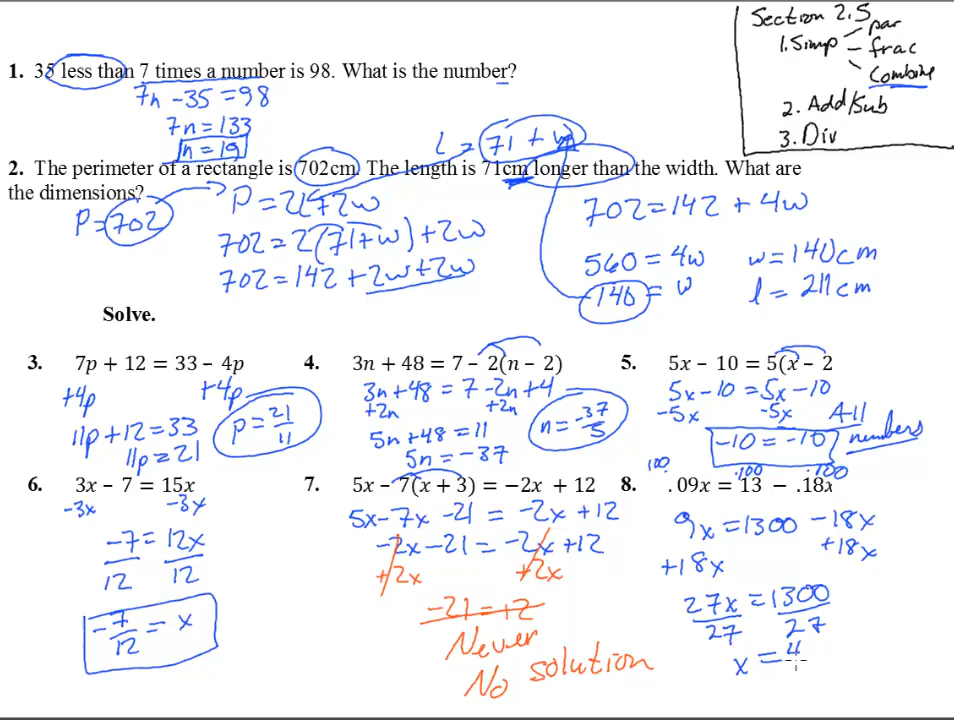 Section 2.5
1. Simp
par
frac
Combine
2. Add/Sub
3. Div
1. 35 less than 7 times a number is 98. What is the number?
7n - 35 = 98
7n = 133
n = 19
l = 71 + w
2. The perimeter of a rectangle is 702cm. The length is 71cm longer than the width. What are
the dimensions?
P = 702
P = 2l + 2w
702 = 2(71+w) + 2w
702 = 142 + 2w + 2w
702 = 142 + 4w
560 = 4w
140 = w
w = 140cm
l = 211cm
Solve.
3. 7p + 12 = 33 – 4p
+4p +4p
11p + 12 = 33
11p = 21
p = 21/11
4. 3n + 48 = 7 – 2(n – 2)
3n + 48 = 7 - 2n + 4
+2n +2n
5n + 48 = 11
5n = -37
n = -37/5
5. 5x – 10 = 5(x – 2
5x - 10 = 5x - 10
-5x -5x
-10 = -10
All
numbers
6. 3x – 7 = 15x
-3x -3x
-7 = 12x
12 12
-7/12 = x
7. 5x – 7(x + 3) = −2x + 12
5x - 7x - 21 = -2x + 12
-2x - 21 = -2x + 12
+2x +2x
-21 = +2
Never
No solution
100 .100 .100
8. .09x = 13 – .18x
9x = 1300 - 18x
+18x +18x
27x = 1300
27 27
x = 4